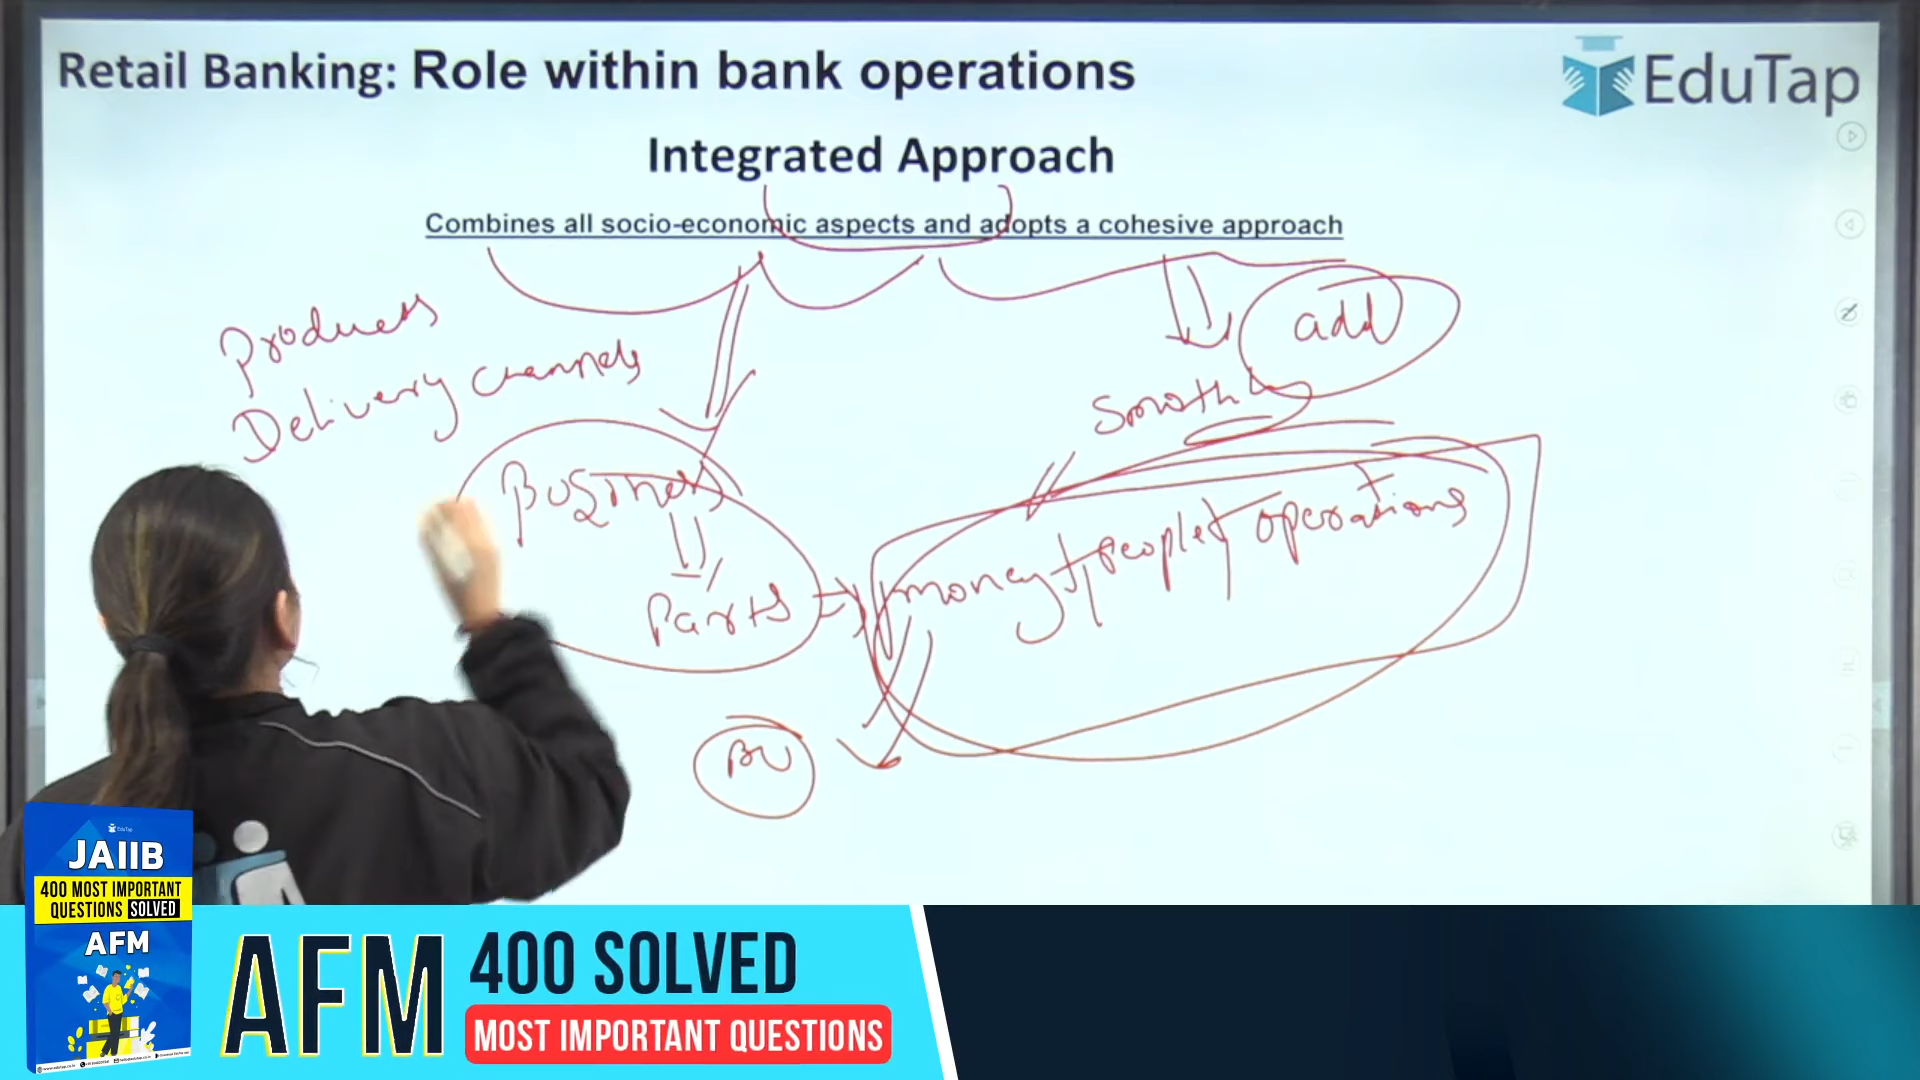 Retail Banking: Role within bank operations
EduTap
Integrated Approach
Combines all socio-economic aspects and adopts a cohesive approach
Products
Delivery channels
add
Smooth
Business
money + people + operations
Parts
BU
JAIIB
400 MOST IMPORTANT
QUESTIONS SOLVED
AFM
AFM
400 SOLVED
MOST IMPORTANT QUESTIONS